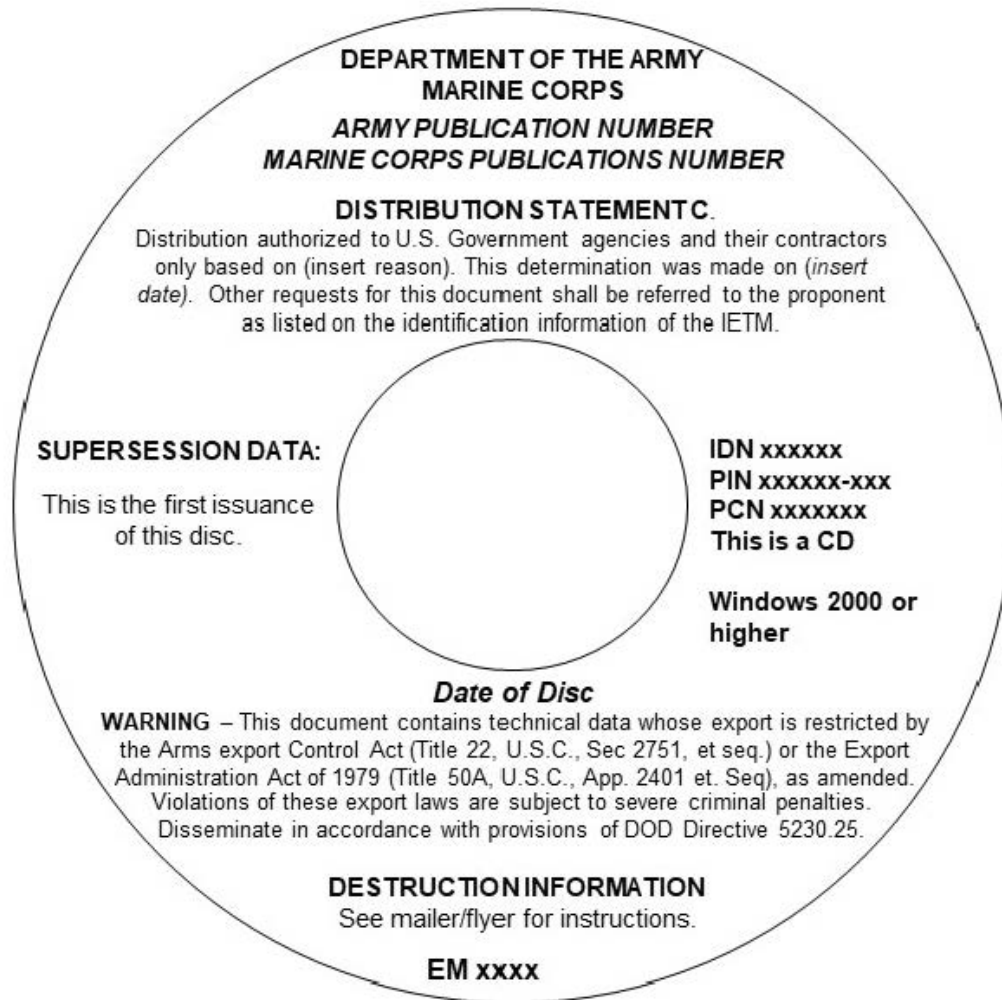 DEPARTMENT OF THE ARMY
MARINE CORPS
ARMY PUBLICATION NUMBER
MARINE CORPS PUBLICATIONS NUMBER
DISTRIBUTION STATEMENT C.
Distribution authorized to U.S. Government agencies and their contractors
only based on (insert reason). This determination was made on (insert
date). Other requests for this document shall be referred to the proponent
as listed on the identification information of the IETM.
SUPERSESSION DATA:
This is the first issuance
of this disc.
IDN xxxxxx
PIN xxxxxx-xxx
PCN xxxxxxx
This is a CD
Windows 2000 or
higher
Date of Disc
WARNING – This document contains technical data whose export is restricted by
the Arms export Control Act (Title 22, U.S.C., Sec 2751, et seq.) or the Export
Administration Act of 1979 (Title 50A, U.S.C., App. 2401 et. Seq), as amended.
Violations of these export laws are subject to severe criminal penalties.
Disseminate in accordance with provisions of DOD Directive 5230.25.
DESTRUCTION INFORMATION
See mailer/flyer for instructions.
EM xxxx